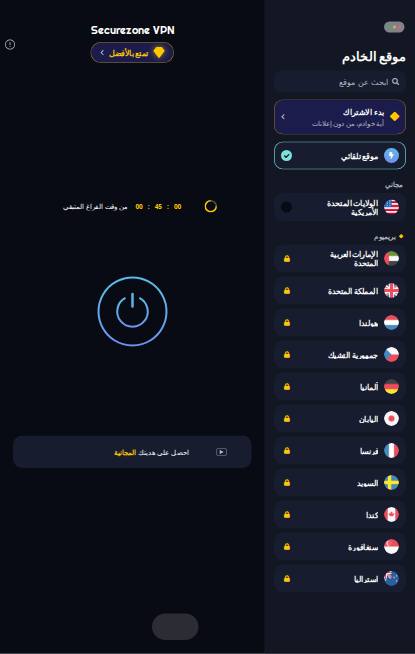 Securezone VPN
تمتع بالأفضل
00 : 45 : 00
من وقت الفراغ المتبقي
احصل على هديتك المجانية
موقع الخادم
ابحث عن موقع
بدء الاشتراك
أية خوادم، من دون إعلانات
موقع تلقائي
مجاني
الولايات المتحدة
الأمريكية
بريميوم
الإمارات العربية
المتحدة
المملكة المتحدة
هولندا
جمهورية التشيك
ألمانيا
اليابان
فرنسا
السويد
كندا
سنغافورة
استراليا